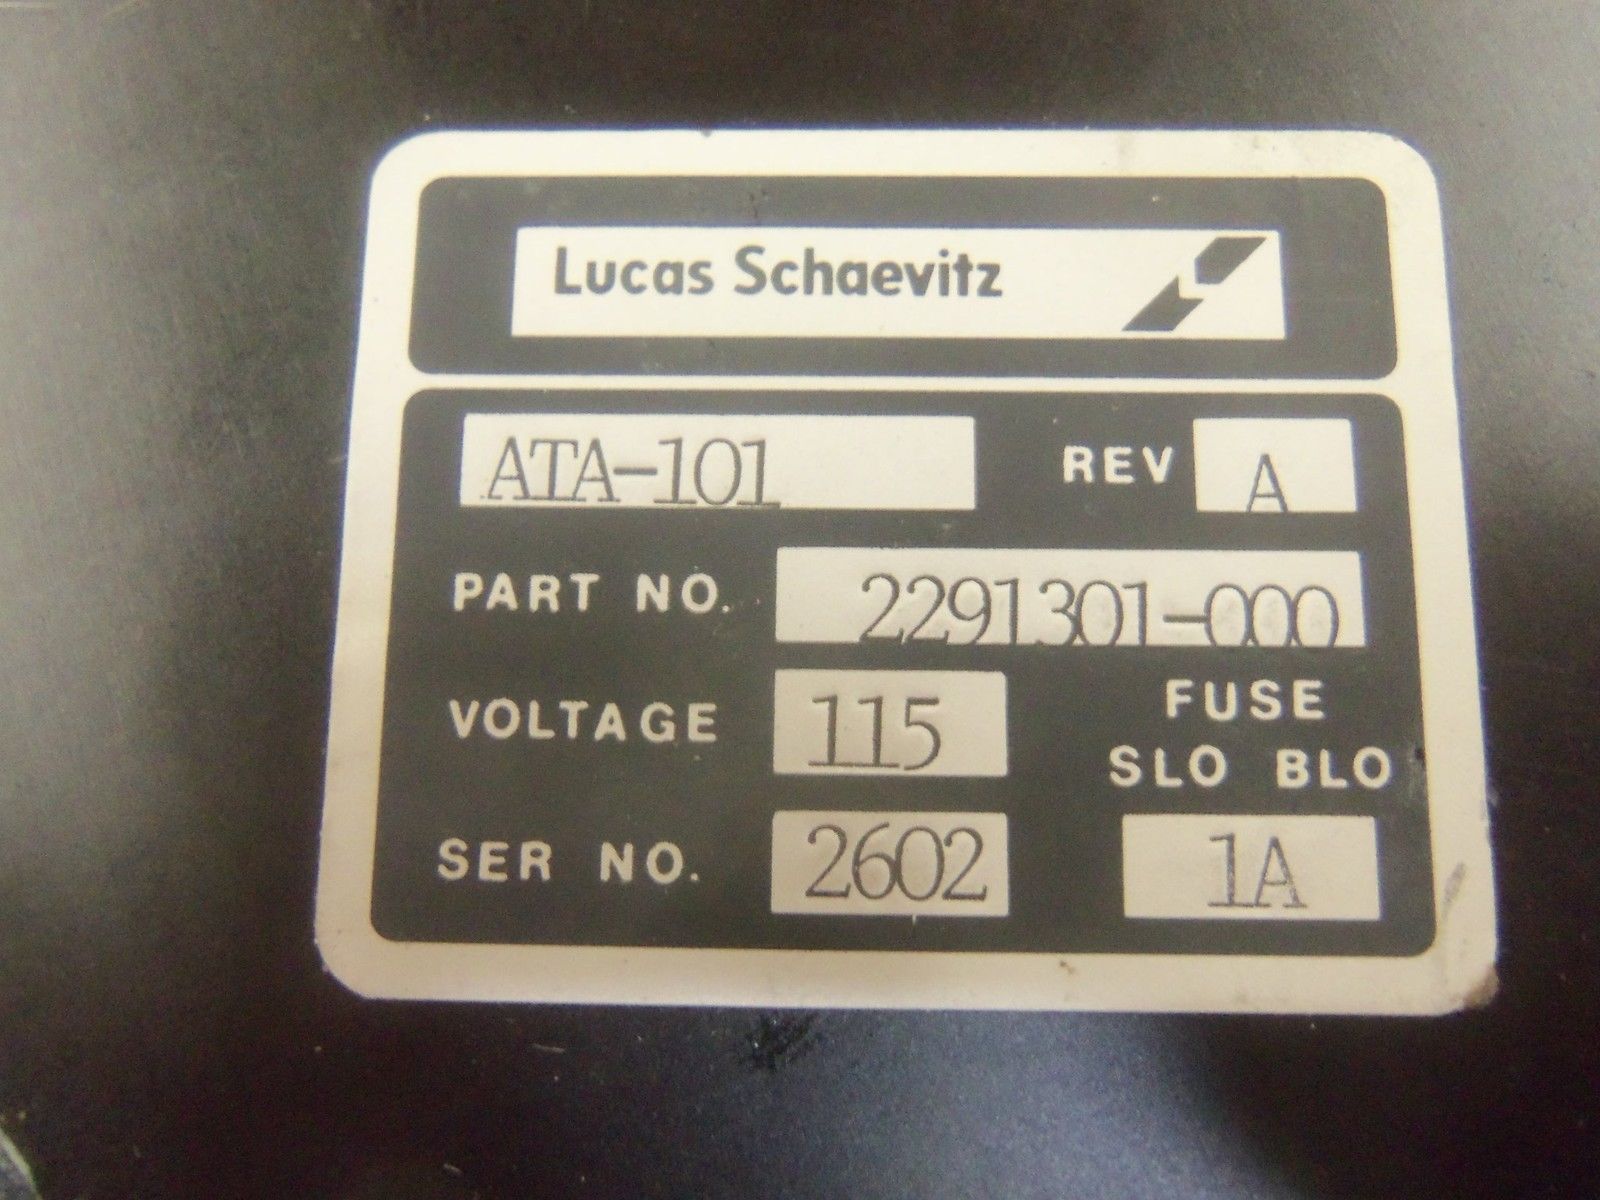 Lucas Schaevitz
ATA-101 REV A
PART NO. 2291301-000
VOLTAGE 115 FUSE
SLO BLO
SER NO. 2602 1A